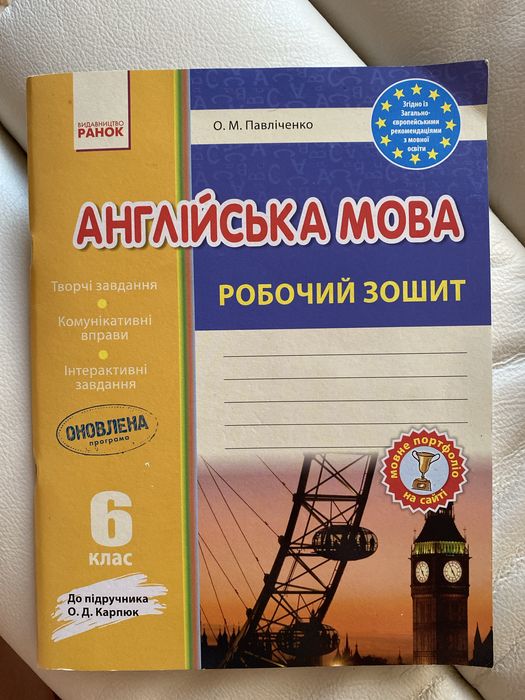 ВИДАВНИЦТВО
РАНОК
О. М. Павліченко
Згідно із
Загально-
європейськими
рекомендаціями
з мовної
освіти
АНГЛІЙСЬКА МОВА
РОБОЧИЙ ЗОШИТ
Творчі завдання
Комунікативні
вправи
Інтерактивні
завдання
ОНОВЛЕНА
програма
6
клас
До підручника
О. Д. Карпюк
мовне портфоліо
на сайті